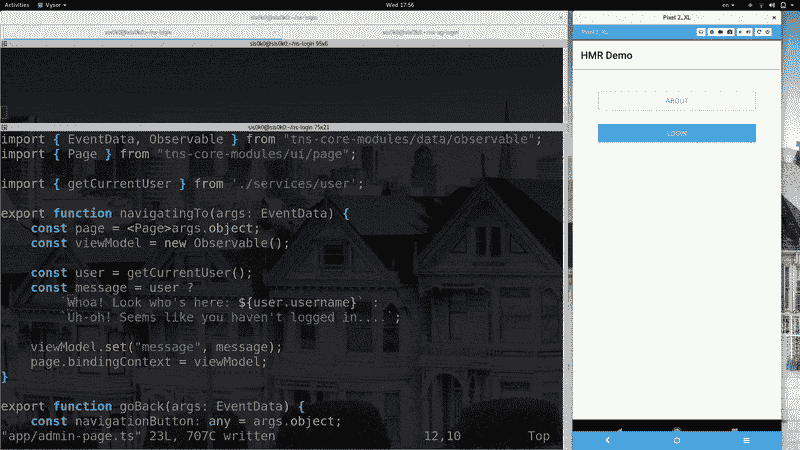 Activities Vysor ▾ Wed 17:56 en ▾
Pixel 2_XL
Pixel 2_XL
sis0k0@sis0k0:~/ns-login 95x6
sis0k0@sis0k0:~/ns-login 75x21
HMR Demo
ABOUT
LOGIN
import { EventData, Observable } from "tns-core-modules/data/observable";
import { Page } from "tns-core-modules/ui/page";
import { getCurrentUser } from './services/user';
export function navigatingTo(args: EventData) {
const page = <Page>args.object;
const viewModel = new Observable();
const user = getCurrentUser();
const message = user ?
`Whoa! Look who's here: ${user.username}` :
`Uh-oh! Seems like you haven't logged in...`;
viewModel.set("message", message);
page.bindingContext = viewModel;
}
export function goBack(args: EventData) {
const navigationButton: any = args.object;
"app/admin-page.ts" 23L, 707C written 12,10 Top